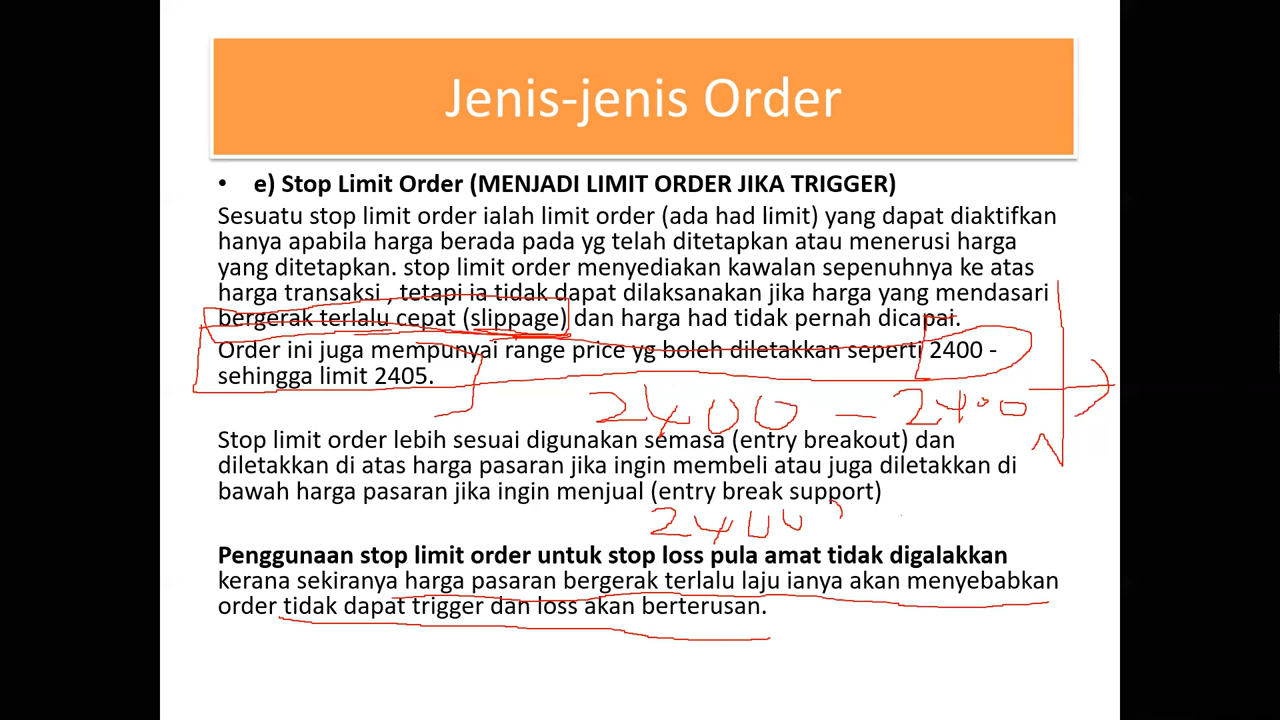 Jenis-jenis Order
• e) Stop Limit Order (MENJADI LIMIT ORDER JIKA TRIGGER)
Sesuatu stop limit order ialah limit order (ada had limit) yang dapat diaktifkan
hanya apabila harga berada pada yg telah ditetapkan atau menerusi harga
yang ditetapkan. stop limit order menyediakan kawalan sepenuhnya ke atas
harga transaksi , tetapi ia tidak dapat dilaksanakan jika harga yang mendasari
bergerak terlalu cepat (slippage) dan harga had tidak pernah dicapai.
Order ini juga mempunyai range price yg boleh diletakkan seperti 2400 -
sehingga limit 2405.
2400 - 2400
Stop limit order lebih sesuai digunakan semasa (entry breakout) dan
diletakkan di atas harga pasaran jika ingin membeli atau juga diletakkan di
bawah harga pasaran jika ingin menjual (entry break support)
2400
Penggunaan stop limit order untuk stop loss pula amat tidak digalakkan
kerana sekiranya harga pasaran bergerak terlalu laju ianya akan menyebabkan
order tidak dapat trigger dan loss akan berterusan.